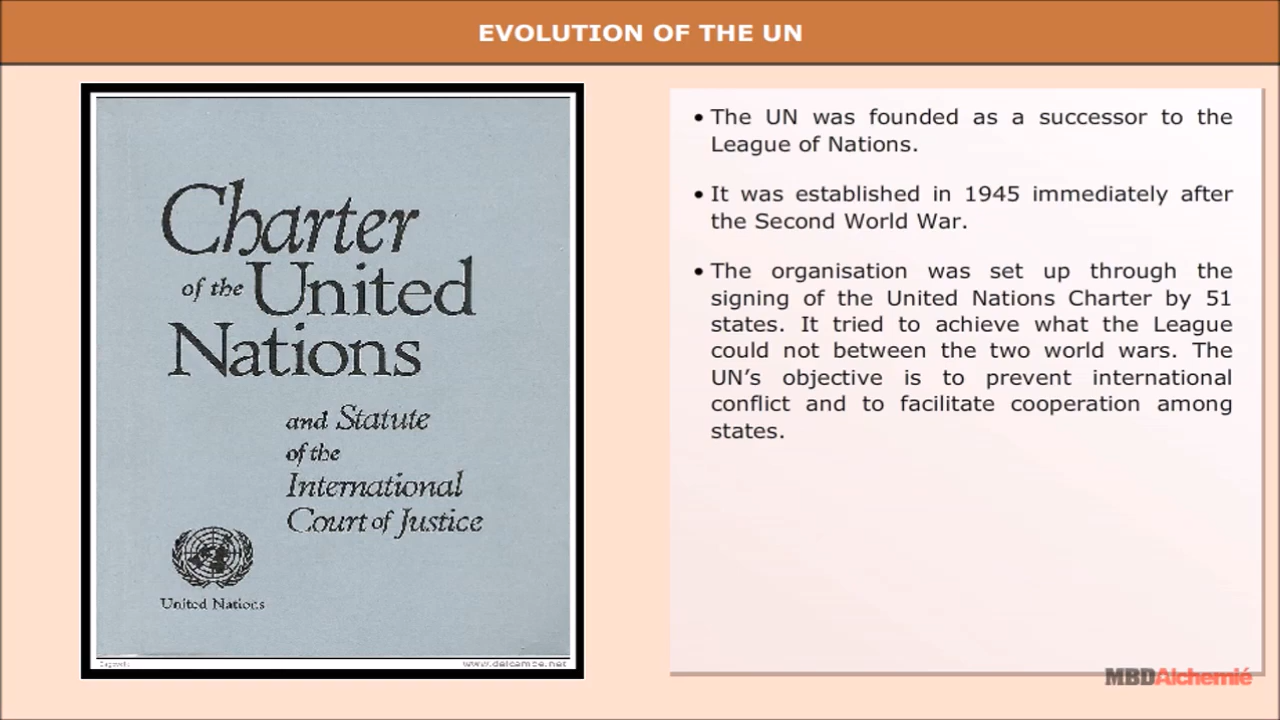 EVOLUTION OF THE UN
Charter
of the United
Nations
and Statute
of the
International
Court of Justice
United Nations
www.delcampe.net
• The UN was founded as a successor to the
League of Nations.
• It was established in 1945 immediately after
the Second World War.
• The organisation was set up through the
signing of the United Nations Charter by 51
states. It tried to achieve what the League
could not between the two world wars. The
UN’s objective is to prevent international
conflict and to facilitate cooperation among
states.
MBDAlchemié